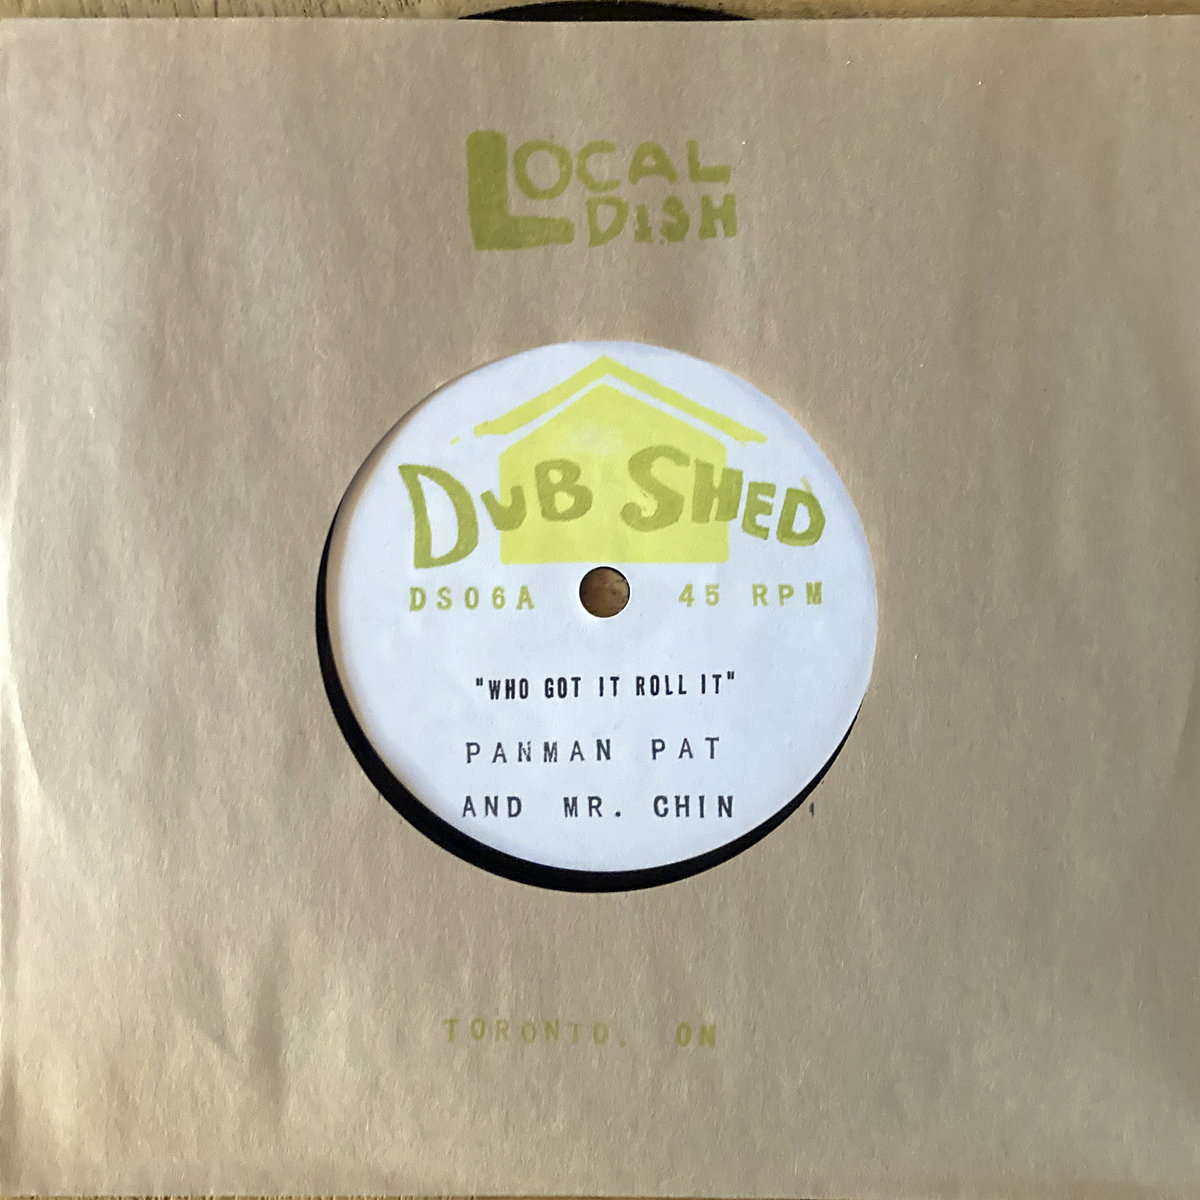 LOCAL
DISH
DUB SHED
DS06A 45 RPM
"WHO GOT IT ROLL IT"
PANMAN PAT
AND MR. CHIN
TORONTO, ON